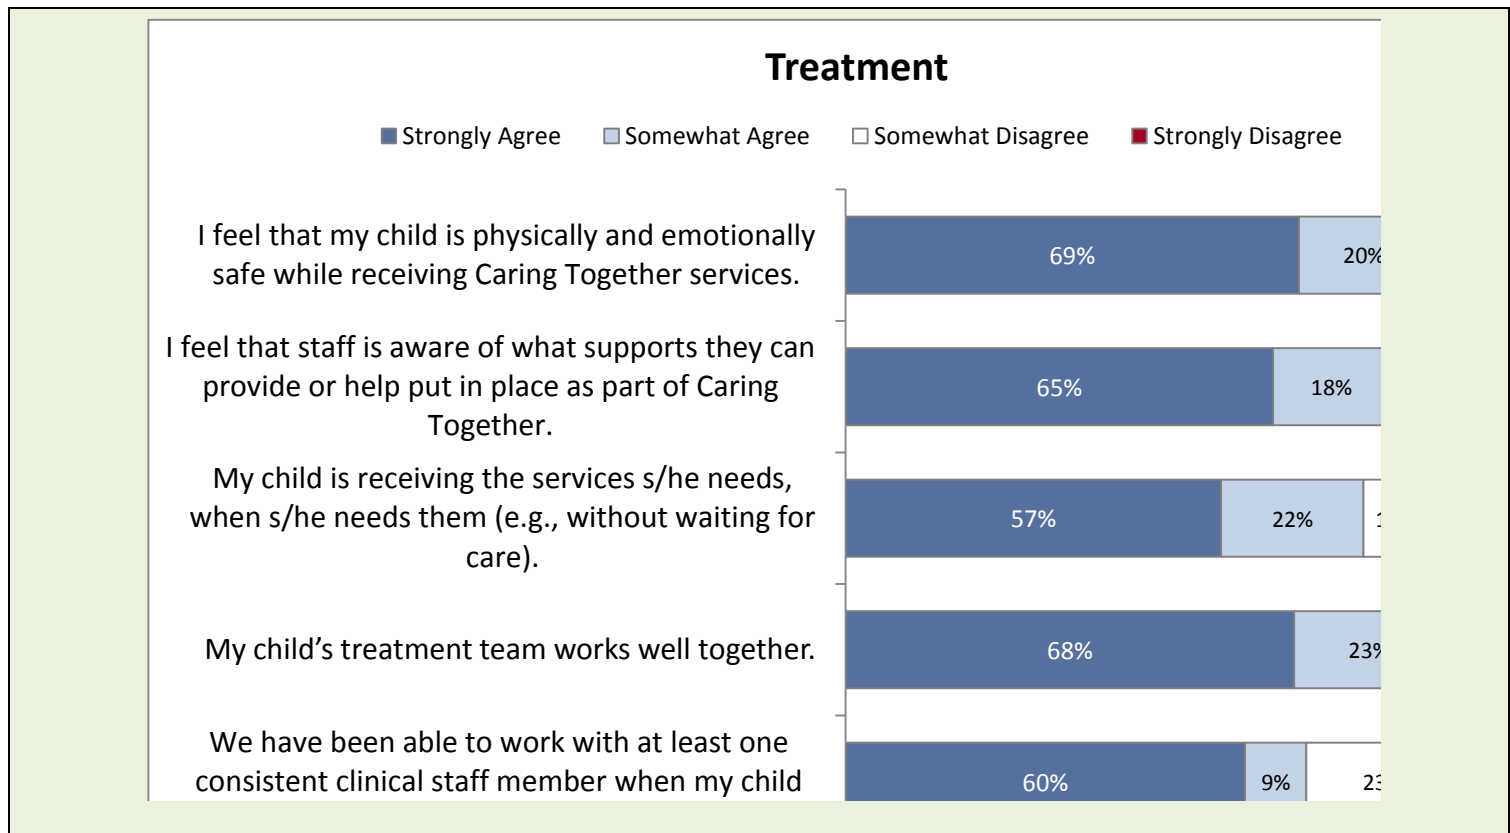 Treatment
Strongly Agree Somewhat Agree Somewhat Disagree Strongly Disagree
I feel that my child is physically and emotionally
safe while receiving Caring Together services.
69% 20%
I feel that staff is aware of what supports they can
provide or help put in place as part of Caring
Together.
65% 18%
My child is receiving the services s/he needs,
when s/he needs them (e.g., without waiting for
care).
57% 22%
My child’s treatment team works well together.
68% 23%
We have been able to work with at least one
consistent clinical staff member when my child
60% 9% 23